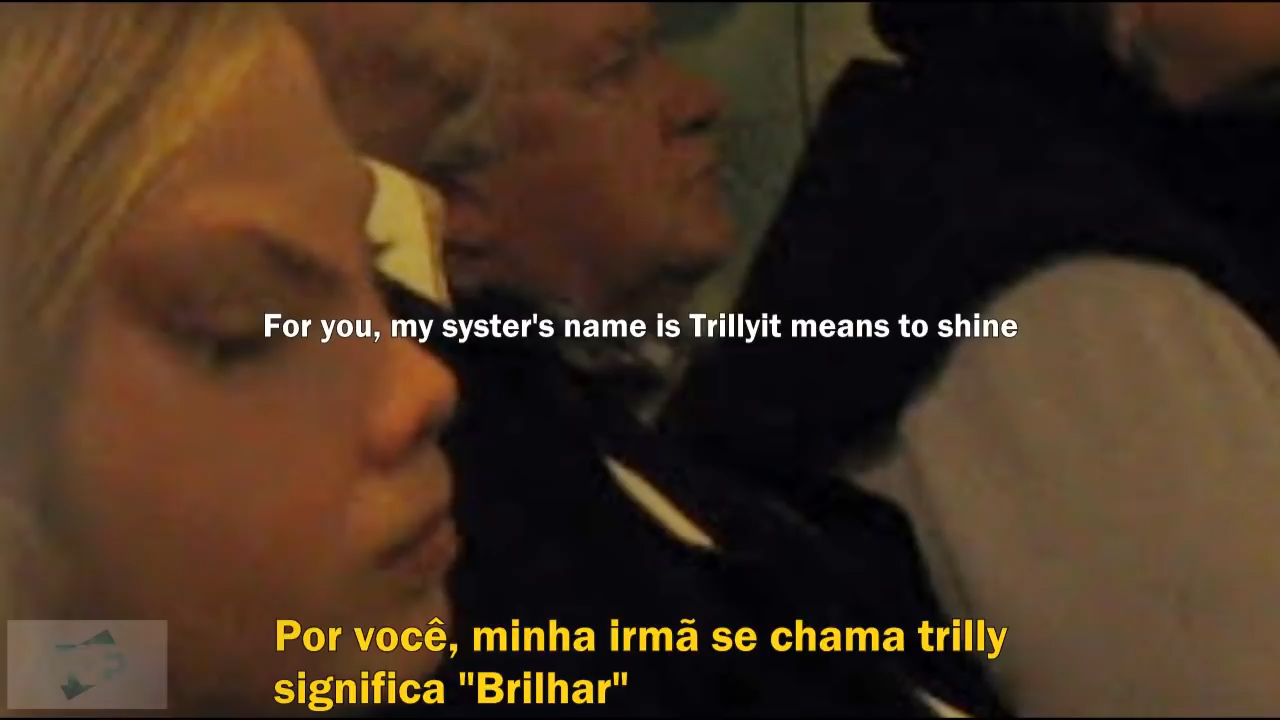 For you, my syster's name is Trillyit means to shine
Por você, minha irmã se chama trilly
significa "Brilhar"